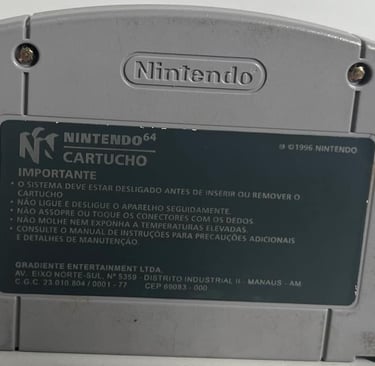 Nintendo
NINTENDO64
CARTUCHO
® ©1996 NINTENDO
IMPORTANTE
• O SISTEMA DEVE ESTAR DESLIGADO ANTES DE INSERIR OU REMOVER O
CARTUCHO
• NÃO LIGUE E DESLIGUE O APARELHO SEGUIDAMENTE.
• NÃO ASSOPRE OU TOQUE OS CONECTORES COM OS DEDOS
• NÃO MOLHE NEM EXPONHA A TEMPERATURAS ELEVADAS.
• CONSULTE O MANUAL DE INSTRUÇÕES PARA PRECAUÇÕES ADICIONAIS
E DETALHES DE MANUTENÇÃO.
GRADIENTE ENTERTAINMENT LTDA.
AV. EIXO NORTE-SUL, Nº 5359 - DISTRITO INDUSTRIAL II - MANAUS - AM
C.G.C. 23.010.804 / 0001 - 77 CEP 69083 - 000